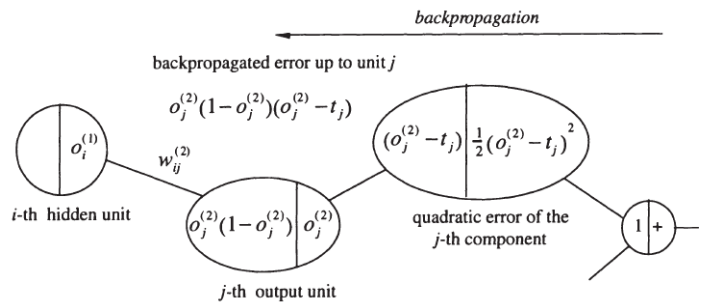 backpropagation
backpropagated error up to unit j
o_j^{(2)}(1−o_j^{(2)})(o_j^{(2)}−t_j)
o_i^{(1)}
w_{ij}^{(2)}
(o_j^{(2)}−t_j) ½(o_j^{(2)}−t_j)^2
i-th hidden unit
o_j^{(2)}(1−o_j^{(2)}) o_j^{(2)}
quadratic error of the
j-th component
1 +
j-th output unit